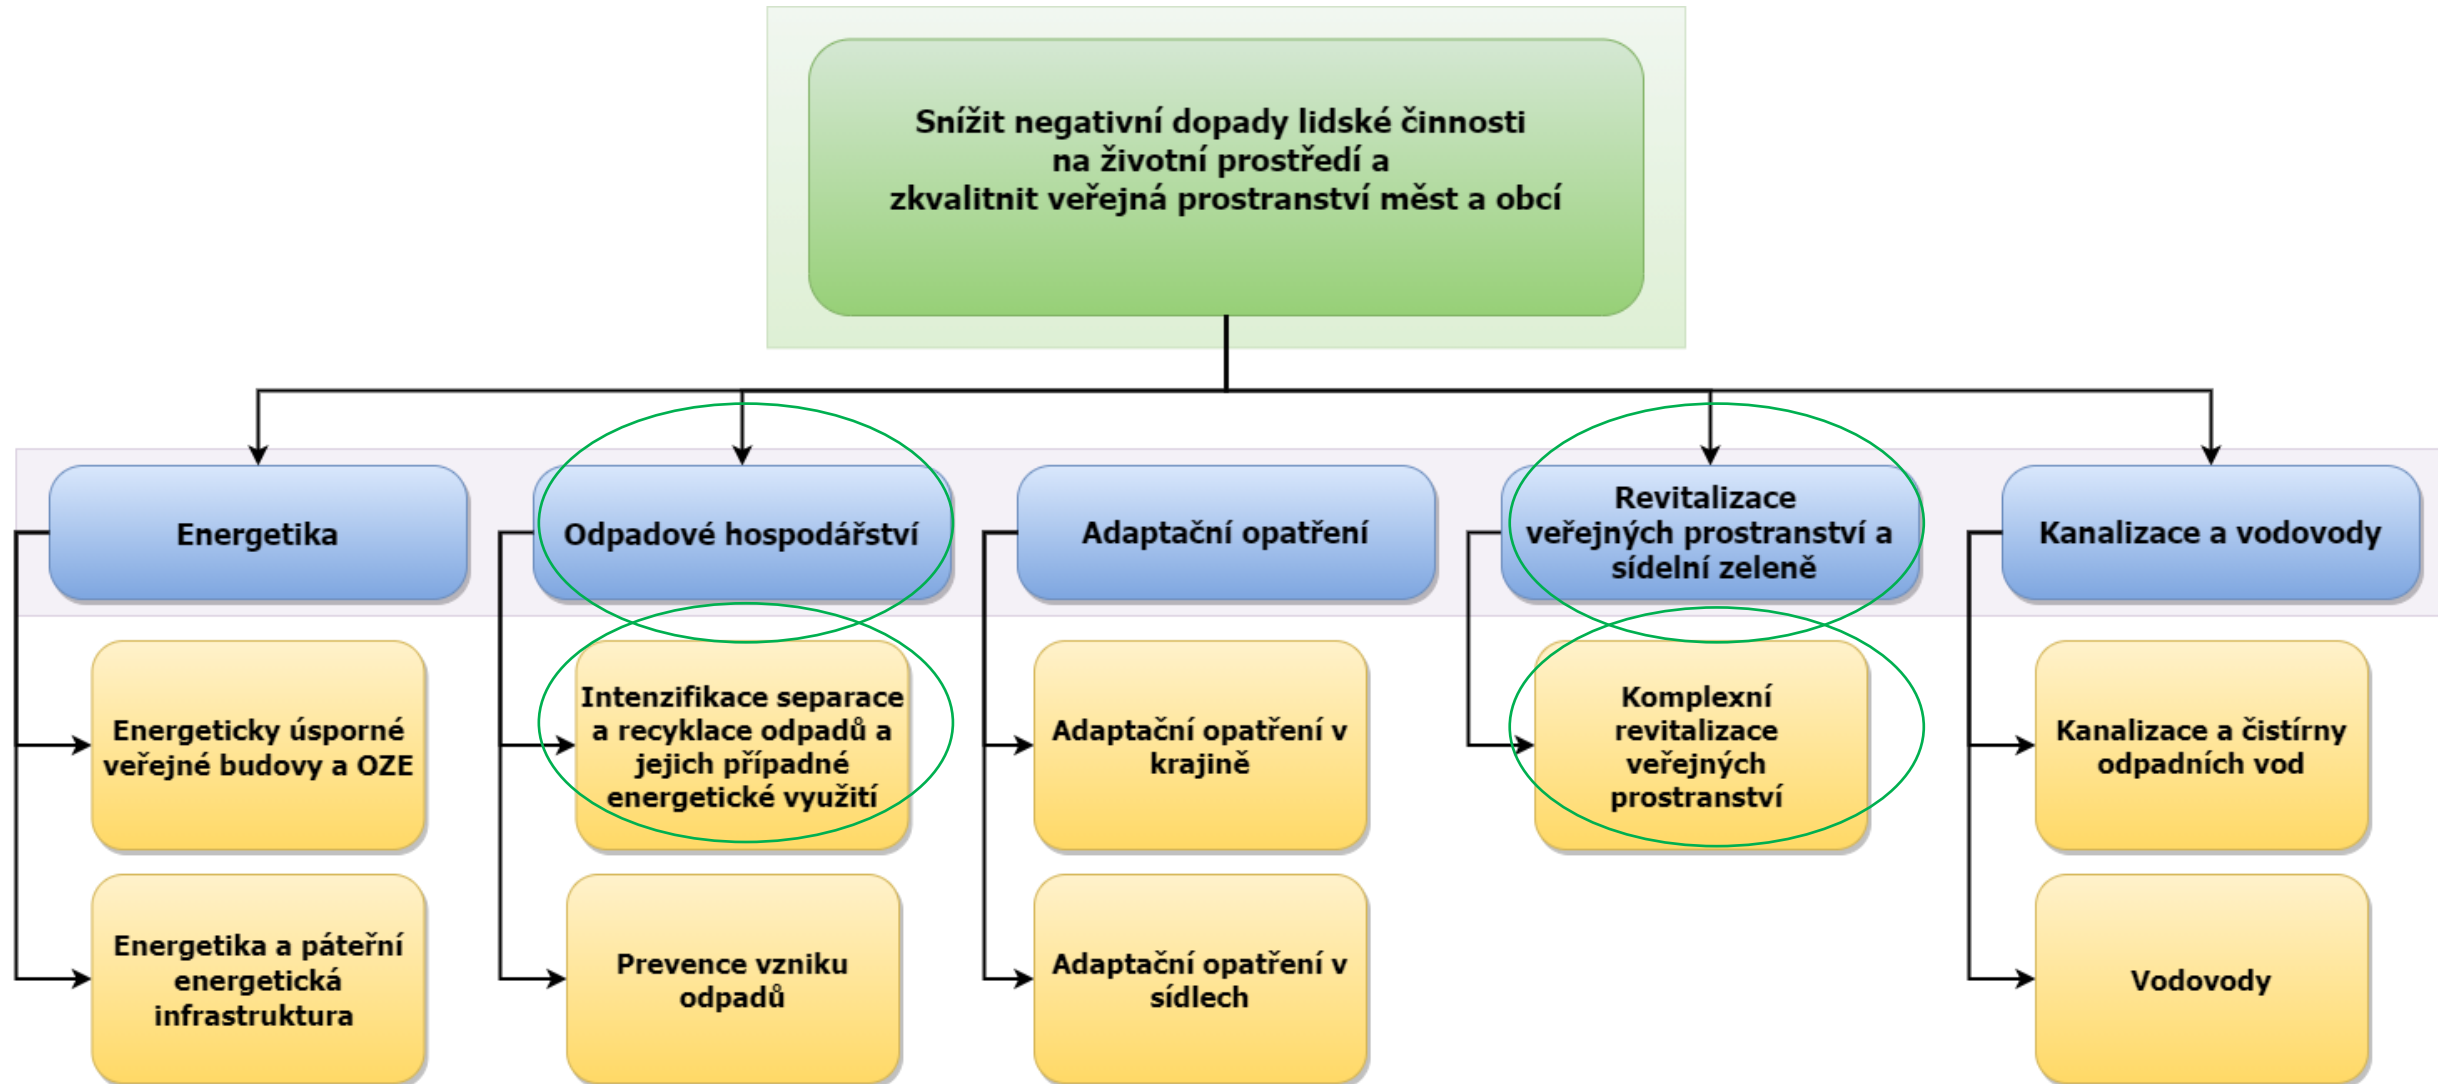 Snížit negativní dopady lidské činnosti
na životní prostředí a
zkvalitnit veřejná prostranství měst a obcí
Energetika
Odpadové hospodářství
Adaptační opatření
Revitalizace
veřejných prostranství a
sídelní zeleně
Kanalizace a vodovody
Energeticky úsporné
veřejné budovy a OZE
Intenzifikace separace
a recyklace odpadů a
jejich případné
energetické využití
Adaptační opatření v
krajině
Komplexní
revitalizace
veřejných
prostranství
Kanalizace a čistírny
odpadních vod
Energetika a páteřní
energetická
infrastruktura
Prevence vzniku
odpadů
Adaptační opatření v
sídlech
Vodovody